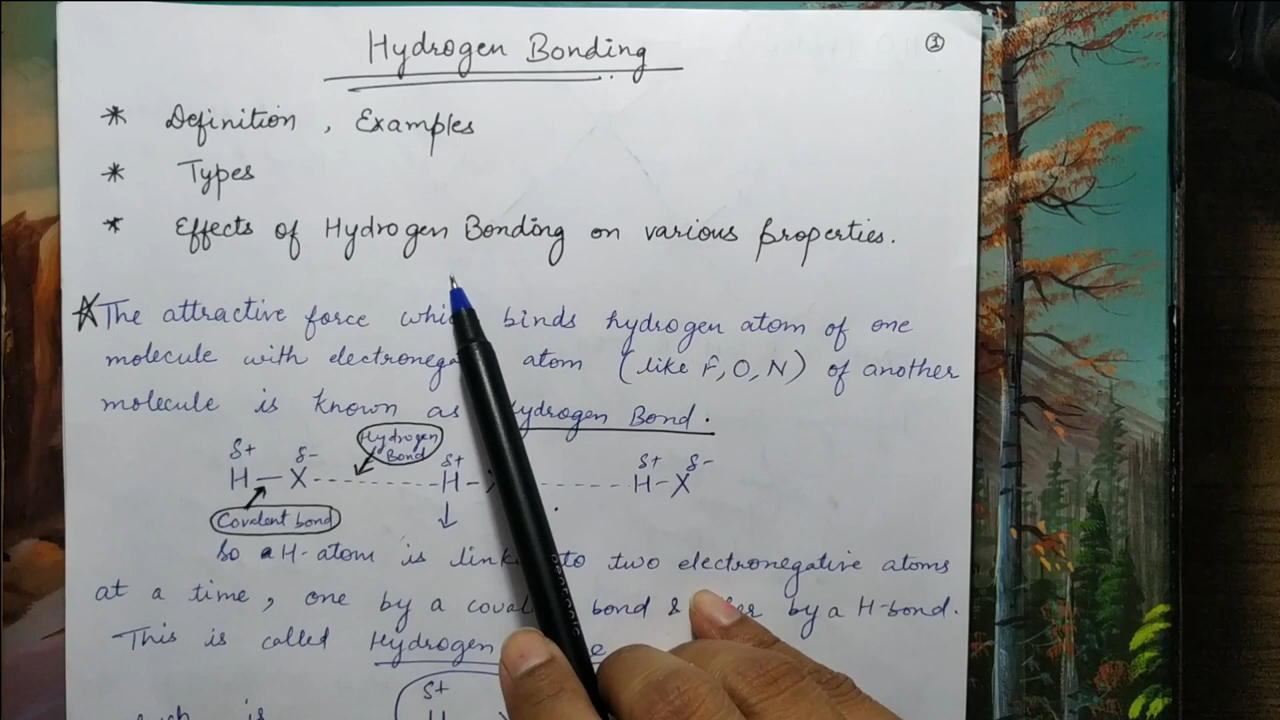 Hydrogen Bonding
①
* Definition, Examples
* Types
* Effects of Hydrogen Bonding on various properties.
The attractive force whi binds hydrogen atom of one
molecule with electronega atom (like F, O, N) of another
molecule is known as ydrogen Bond.
Hydrogen
Bond
δ+ δ- δ+ δ+ δ-
H — X - - - - - - - - H - - - - - - - H - X
Covalent bond ↓
So a H-atom is link to two electronegative atoms
at a time, one by a coval bond & by a H-bond.
This is called Hydrogen
δ+
H
is